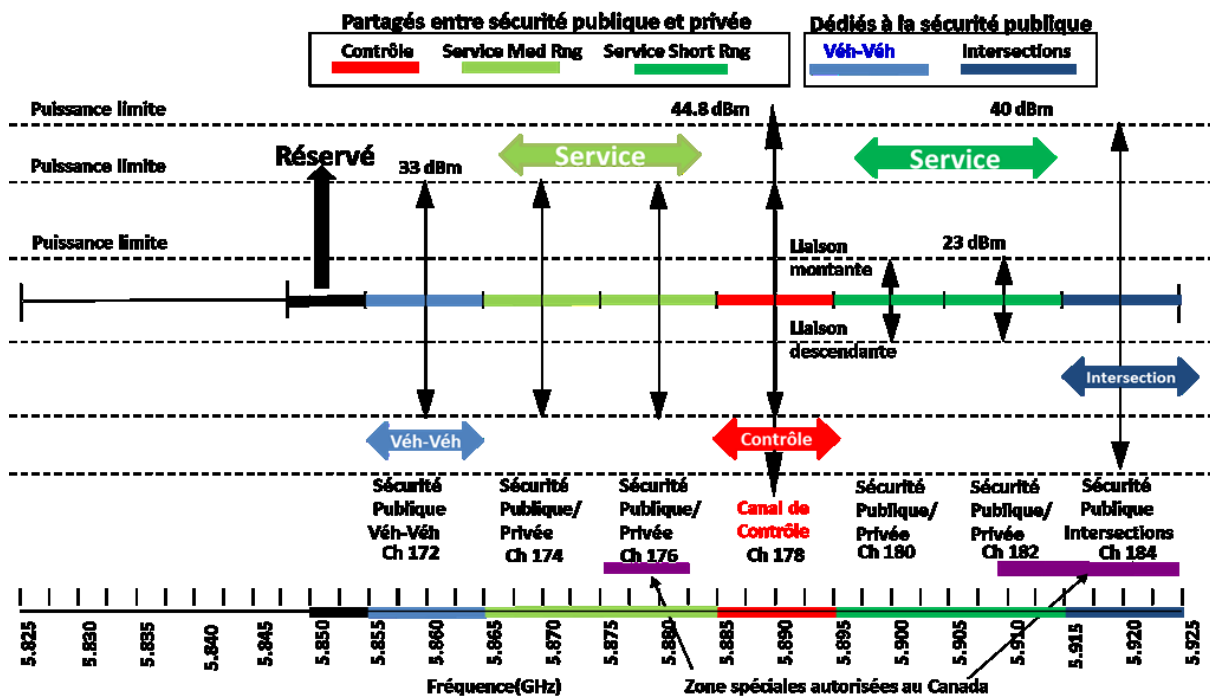 Partagés entre sécurité publique et privée
Dédiés à la sécurité publique
Contrôle
Service Med Rng
Service Short Rng
Véh-Véh
Intersections
Puissance limite
44.8 dBm
40 dBm
Réservé
Service
Service
Puissance limite
33 dBm
Puissance limite
Liaison
montante
23 dBm
Liaison
descendante
Intersection
Véh-Véh
Contrôle
Sécurité
Publique
Véh-Véh
Ch 172
Sécurité
Publique/
Privée
Ch 174
Sécurité
Publique/
Privée
Ch 176
Canal de
Contrôle
Ch 178
Sécurité
Publique/
Privée
Ch 180
Sécurité
Publique/
Privée
Ch 182
Sécurité
Publique
Intersections
Ch 184
5.825
5.830
5.835
5.840
5.845
5.850
5.855
5.860
5.865
5.870
5.875
5.880
5.885
5.890
5.895
5.900
5.905
5.910
5.915
5.920
5.925
Fréquence(GHz)
Zone spéciales autorisées au Canada